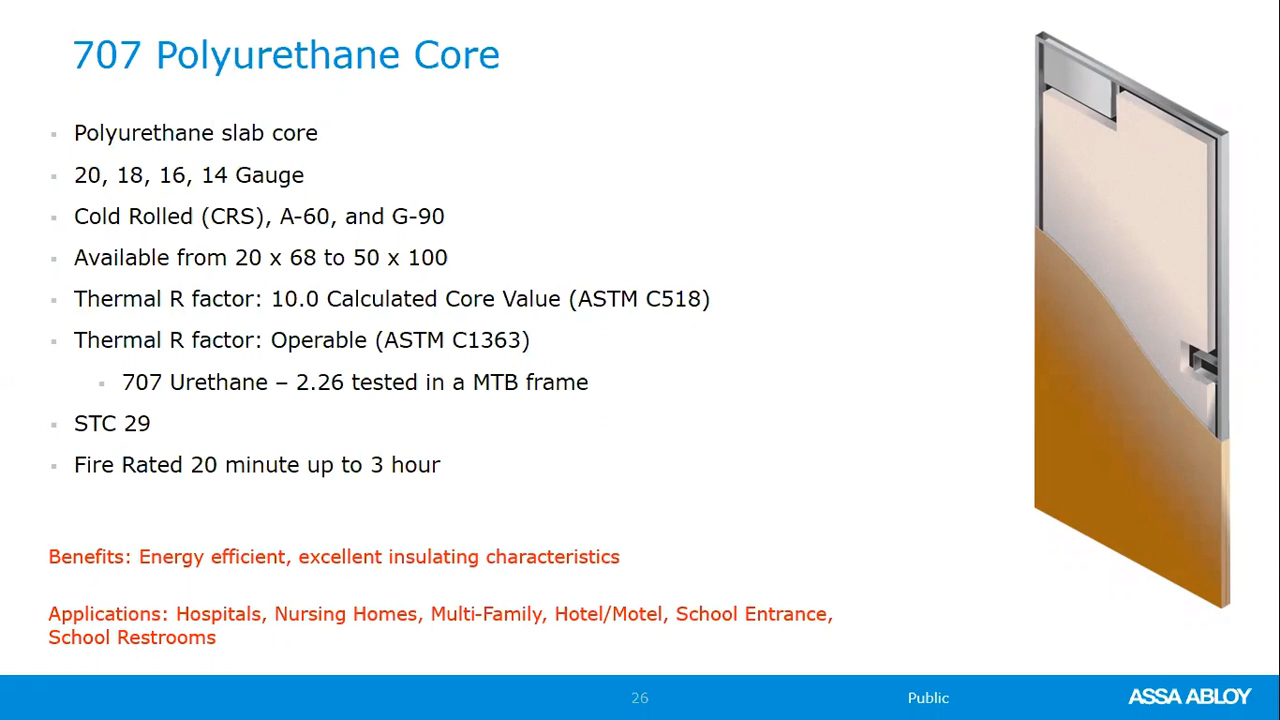 707 Polyurethane Core
Polyurethane slab core
20, 18, 16, 14 Gauge
Cold Rolled (CRS), A-60, and G-90
Available from 20 x 68 to 50 x 100
Thermal R factor: 10.0 Calculated Core Value (ASTM C518)
Thermal R factor: Operable (ASTM C1363)
707 Urethane – 2.26 tested in a MTB frame
STC 29
Fire Rated 20 minute up to 3 hour
Benefits: Energy efficient, excellent insulating characteristics
Applications: Hospitals, Nursing Homes, Multi-Family, Hotel/Motel, School Entrance,
School Restrooms
26
Public
ASSA ABLOY